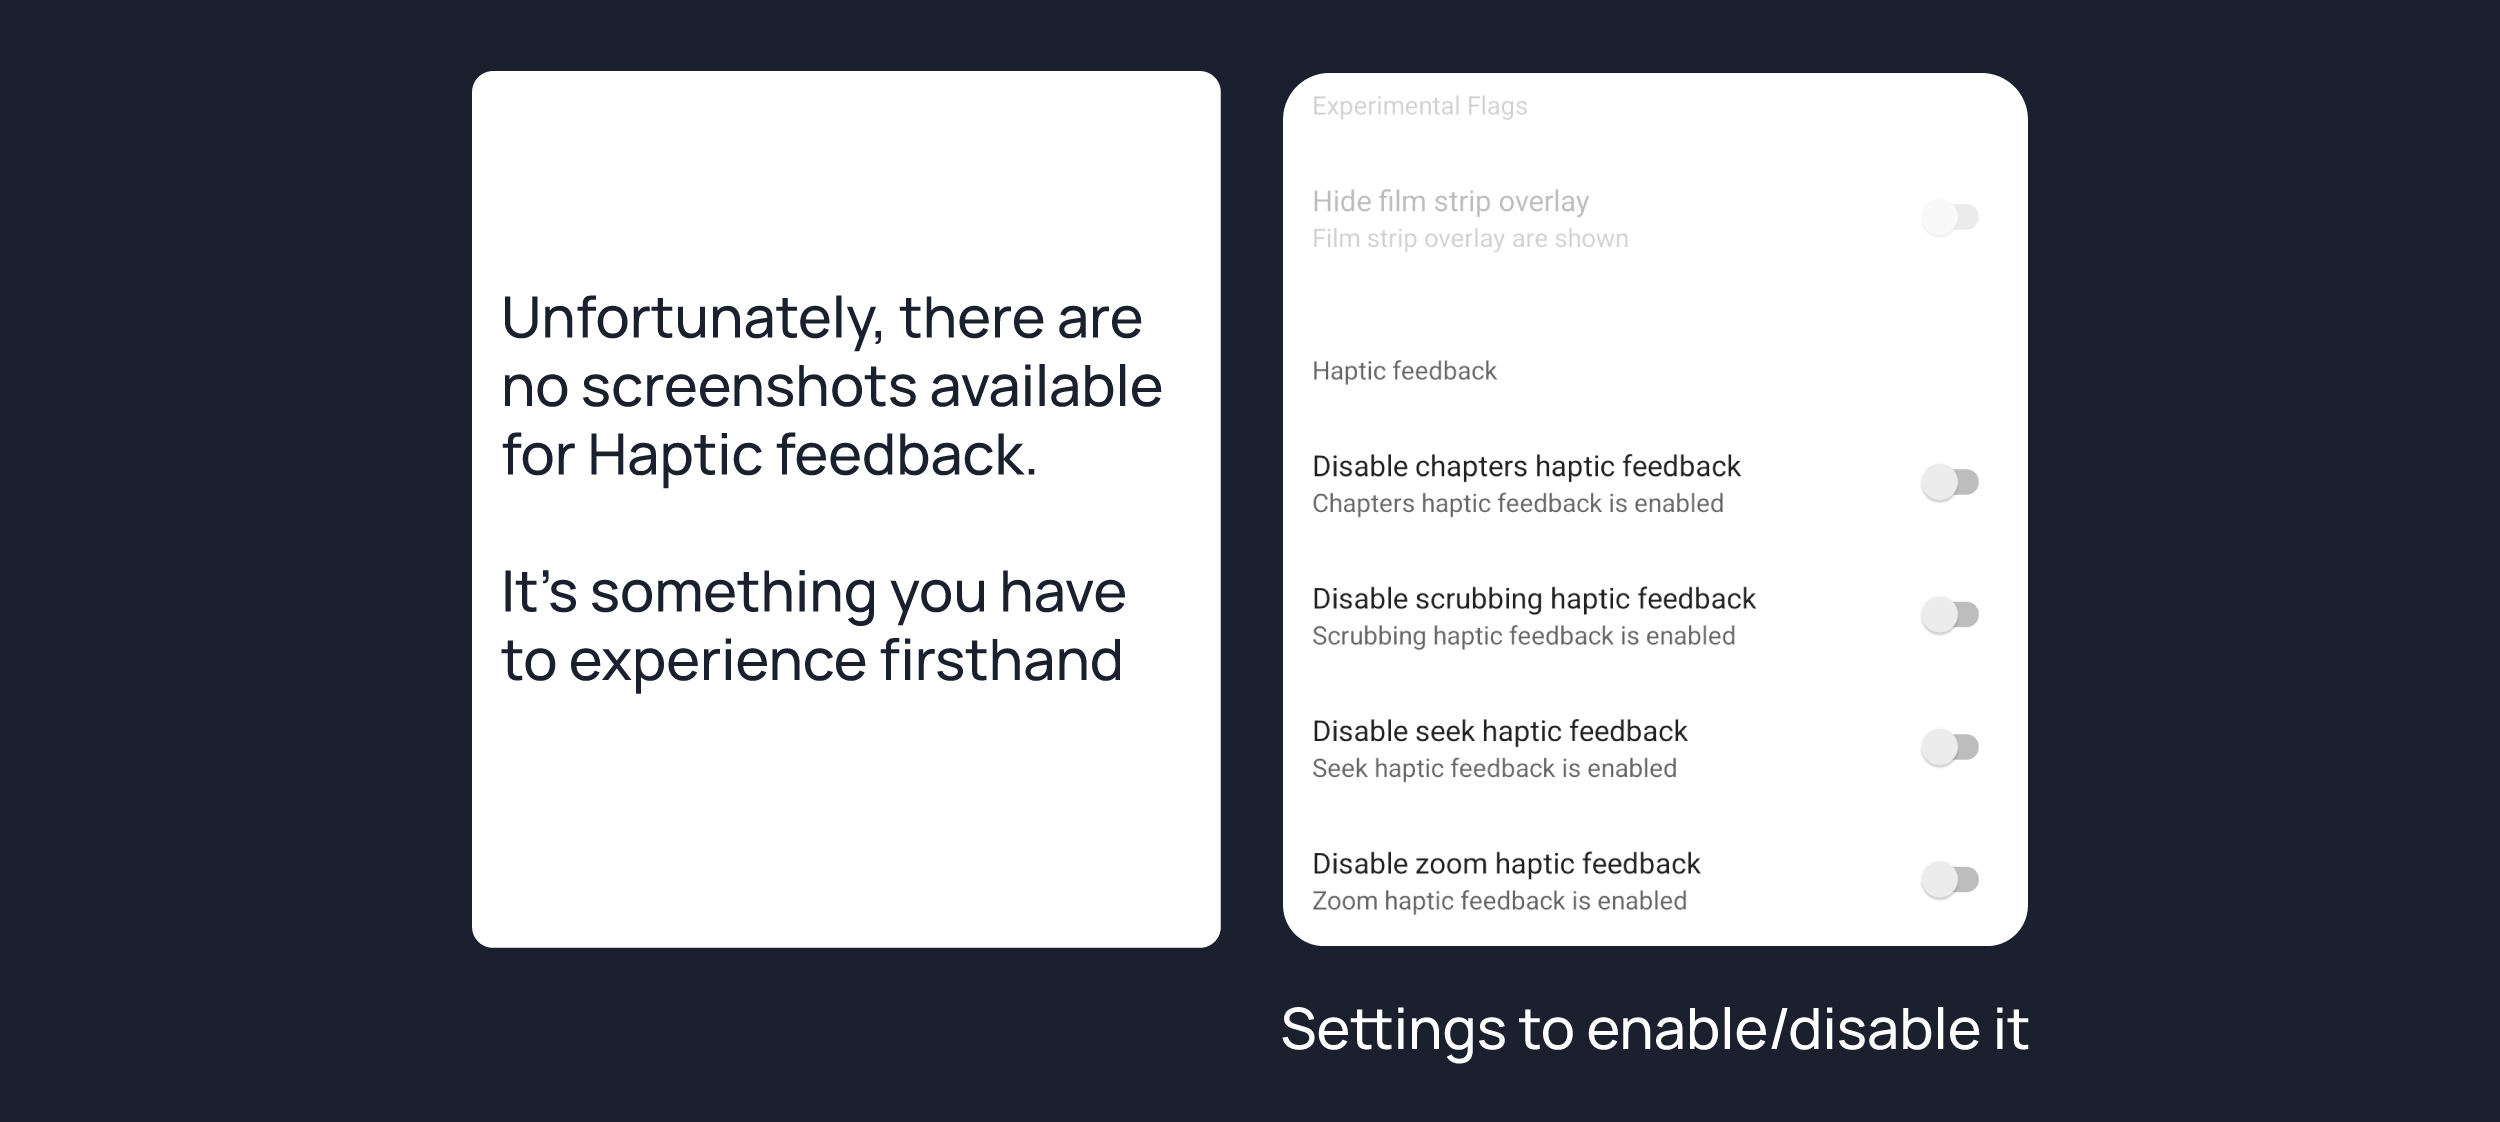 Unfortunately, there are
no screenshots available
for Haptic feedback.
It’s something you have
to experience firsthand
Experimental Flags
Hide film strip overlay
Film strip overlay are shown
Haptic feedback
Disable chapters haptic feedback
Chapters haptic feedback is enabled
Disable scrubbing haptic feedback
Scrubbing haptic feedback is enabled
Disable seek haptic feedback
Seek haptic feedback is enabled
Disable zoom haptic feedback
Zoom haptic feedback is enabled
Settings to enable/disable it